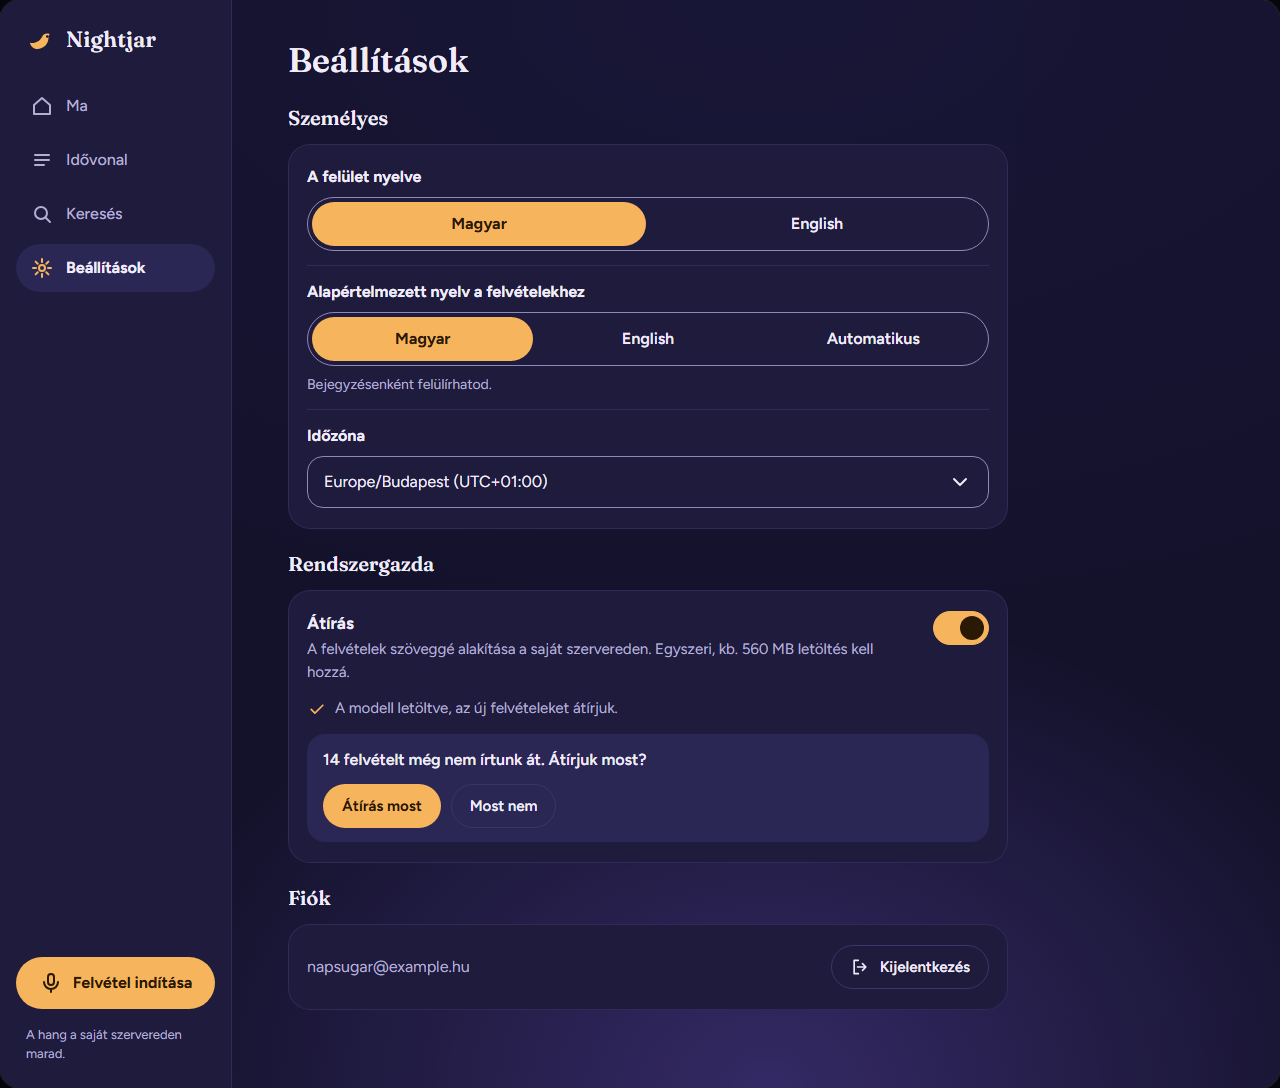 Nightjar
Ma
Idővonal
Keresés
Beállítások
Felvétel indítása
A hang a saját szervereden
marad.
Beállítások
Személyes
A felület nyelve
Magyar
English
Alapértelmezett nyelv a felvételekhez
Magyar
English
Automatikus
Bejegyzésenként felülírhatod.
Időzóna
Europe/Budapest (UTC+01:00)
Rendszergazda
Átírás
A felvételek szöveggé alakítása a saját szervereden. Egyszeri, kb. 560 MB letöltés kell
hozzá.
A modell letöltve, az új felvételeket átírjuk.
14 felvételt még nem írtunk át. Átírjuk most?
Átírás most
Most nem
Fiók
napsugar@example.hu
Kijelentkezés